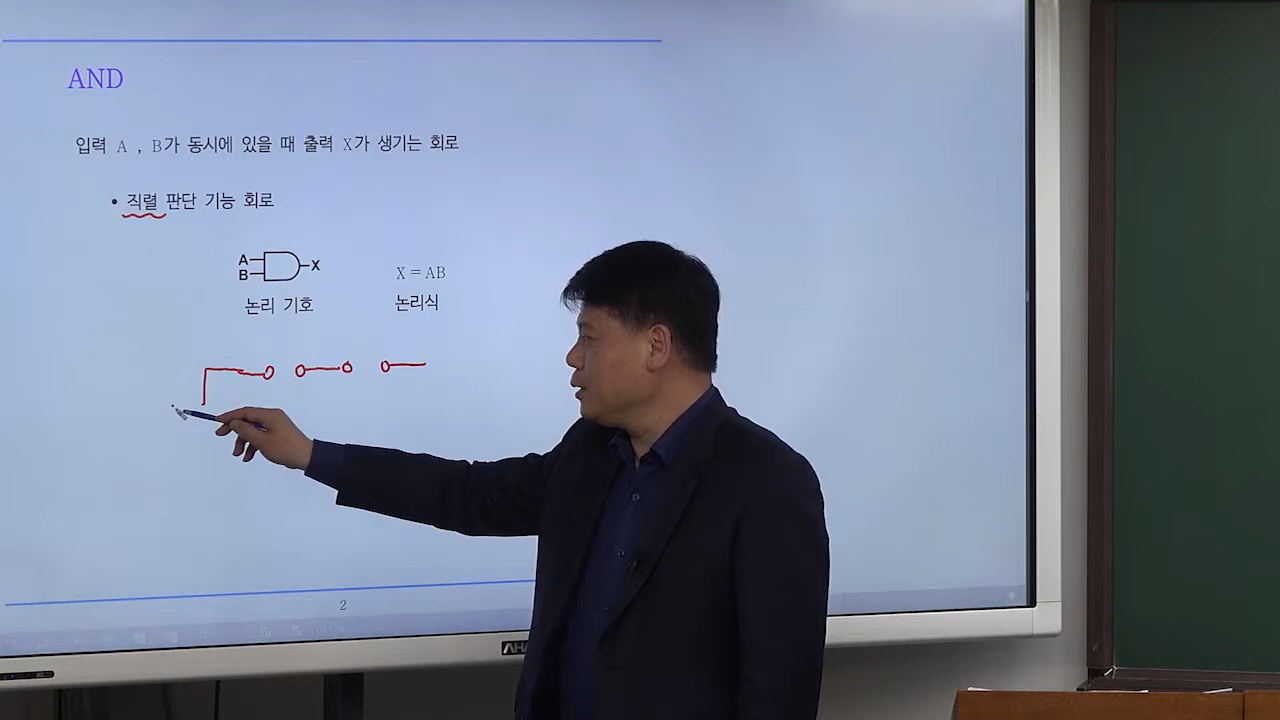 AND
입력 A , B가 동시에 있을 때 출력 X가 생기는 회로
• 직렬 판단 기능 회로
A
B
X
X = AB
논리 기호
논리식
2